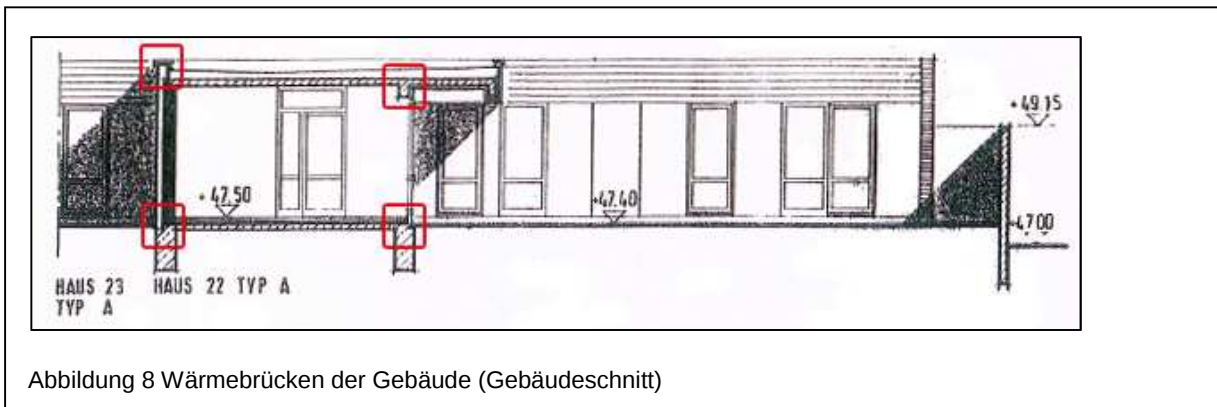 +49.15
+47.50
+47.40
+47.00
HAUS 23 HAUS 22 TYP A
TYP A
Abbildung 8 Wärmebrücken der Gebäude (Gebäudeschnitt)